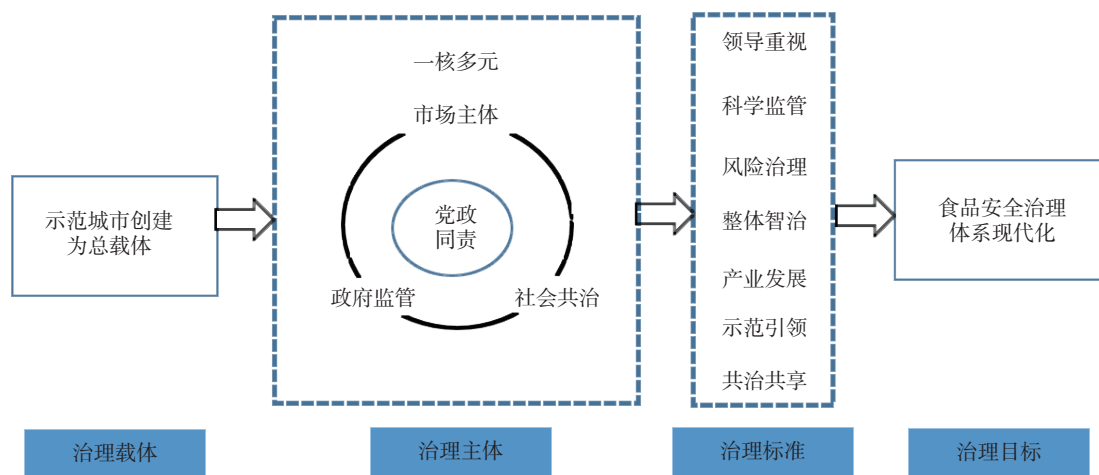 示范城市创建
为总载体
一核多元
市场主体
党政
同责
政府监管
社会共治
领导重视
科学监管
风险治理
整体智治
产业发展
示范引领
共治共享
食品安全治理
体系现代化
治理载体
治理主体
治理标准
治理目标